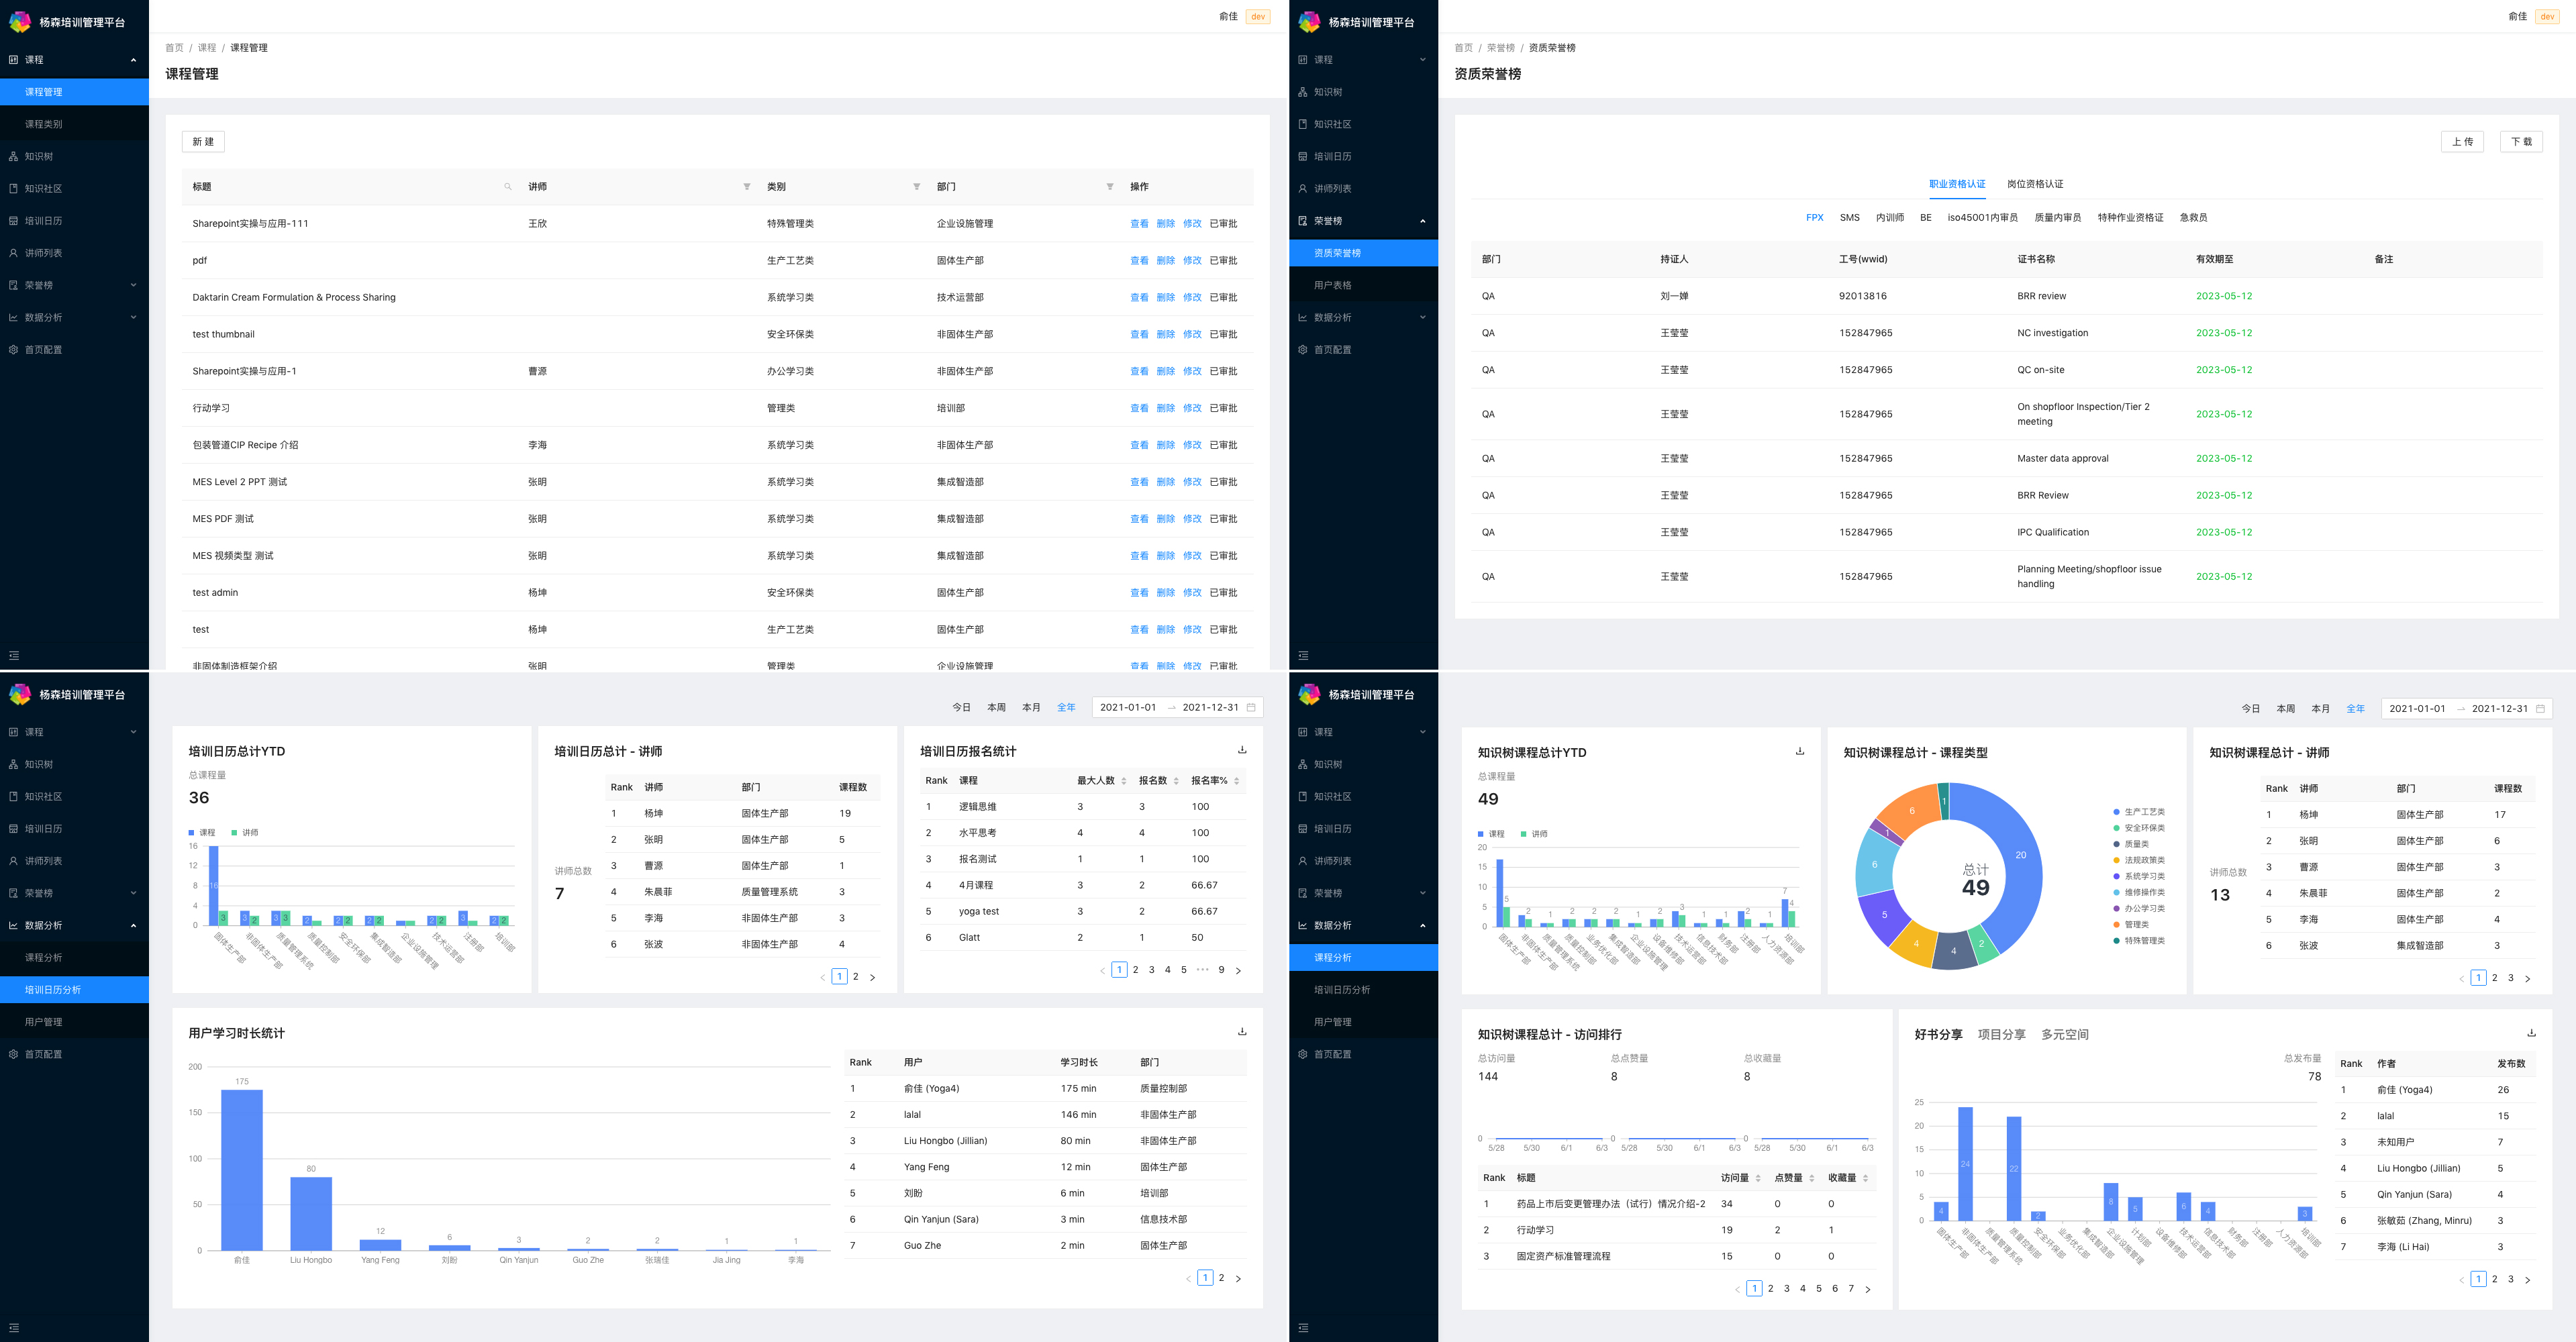 杨森培训管理平台
俞佳 dev
课程
课程管理
课程类别
知识树
知识社区
培训日历
讲师列表
荣誉榜
数据分析
首页配置
首页 / 课程 / 课程管理
课程管理
新 建
标题 讲师 类别 部门 操作
Sharepoint实操与应用-111 王欣 特殊管理类 企业设施管理 查看 删除 修改 已审批
pdf 生产工艺类 固体生产部 查看 删除 修改 已审批
Daktarin Cream Formulation & Process Sharing 系统学习类 技术运营部 查看 删除 修改 已审批
test thumbnail 安全环保类 非固体生产部 查看 删除 修改 已审批
Sharepoint实操与应用-1 曹源 办公学习类 非固体生产部 查看 删除 修改 已审批
行动学习 管理类 培训部 查看 删除 修改 已审批
包装管道CIP Recipe 介绍 李海 系统学习类 非固体生产部 查看 删除 修改 已审批
MES Level 2 PPT 测试 张明 系统学习类 集成智造部 查看 删除 修改 已审批
MES PDF 测试 张明 系统学习类 集成智造部 查看 删除 修改 已审批
MES 视频类型 测试 张明 系统学习类 集成智造部 查看 删除 修改 已审批
test admin 杨坤 安全环保类 固体生产部 查看 删除 修改 已审批
test 杨坤 生产工艺类 固体生产部 查看 删除 修改 已审批
非固体制造框架介绍 张明 管理类 企业设施管理 查看 删除 修改 已审批
杨森培训管理平台
俞佳 dev
课程
知识树
知识社区
培训日历
讲师列表
荣誉榜
资质荣誉榜
用户表格
数据分析
首页配置
首页 / 荣誉榜 / 资质荣誉榜
资质荣誉榜
上 传 下 载
职业资格认证 岗位资格认证
FPX SMS 内训师 BE iso45001内审员 质量内审员 特种作业资格证 急救员
部门 持证人 工号(wwid) 证书名称 有效期至 备注
QA 刘一婵 92013816 BRR review 2023-05-12
QA 王莹莹 152847965 NC investigation 2023-05-12
QA 王莹莹 152847965 QC on-site 2023-05-12
QA 王莹莹 152847965 On shopfloor Inspection/Tier 2 meeting 2023-05-12
QA 王莹莹 152847965 Master data approval 2023-05-12
QA 王莹莹 152847965 BRR Review 2023-05-12
QA 王莹莹 152847965 IPC Qualification 2023-05-12
QA 王莹莹 152847965 Planning Meeting/shopfloor issue handling 2023-05-12
杨森培训管理平台
课程
知识树
知识社区
培训日历
讲师列表
荣誉榜
数据分析
课程分析
培训日历分析
用户管理
首页配置
今日 本周 本月 全年 2021-01-01 → 2021-12-31
培训日历总计YTD
总课程量
36
课程 讲师
16
12
8
4
0
16 3 3 2 3 3 2 2 2 2 2 2 2 3 2 2
固体生产部 非固体生产部 质量管理系统 质量控制部 安全环保部 集成智造部 企业设施管理 技术运营部 注册部 培训部
培训日历总计 - 讲师
讲师总数
7
Rank 讲师 部门 课程数
1 杨坤 固体生产部 19
2 张明 固体生产部 5
3 曹源 固体生产部 1
4 朱晨菲 质量管理系统 3
5 李海 非固体生产部 3
6 张波 非固体生产部 4
1 2
培训日历报名统计
Rank 课程 最大人数 报名数 报名率%
1 逻辑思维 3 3 100
2 水平思考 4 4 100
3 报名测试 1 1 100
4 4月课程 3 2 66.67
5 yoga test 3 2 66.67
6 Glatt 2 1 50
1 2 3 4 5 ··· 9
用户学习时长统计
200
150
100
50
0
175 80 12 6 3 2 2 1 1
俞佳 Liu Hongbo Yang Feng 刘盼 Qin Yanjun Guo Zhe 张瑞佳 Jia Jing 李海
Rank 用户 学习时长 部门
1 俞佳 (Yoga4) 175 min 质量控制部
2 lalal 146 min 非固体生产部
3 Liu Hongbo (Jillian) 80 min 非固体生产部
4 Yang Feng 12 min 固体生产部
5 刘盼 6 min 培训部
6 Qin Yanjun (Sara) 3 min 信息技术部
7 Guo Zhe 2 min 固体生产部
1 2
杨森培训管理平台
课程
知识树
知识社区
培训日历
讲师列表
荣誉榜
数据分析
课程分析
培训日历分析
用户管理
首页配置
今日 本周 本月 全年 2021-01-01 → 2021-12-31
知识树课程总计YTD
总课程量
49
课程 讲师
20
15
10
5
0
5 2 1 2 2 2 1 2 3 1 2 2 1 7 4
固体生产部 非固体生产部 质量管理系统 质量控制部 业务优化部 集成智造部 企业设施管理 设备维修部 技术运营部 信息技术部 财务部 注册部 人力资源部 培训部
知识树课程总计 - 课程类型
20 2 4 4 5 6 1 6 1
总计
49
生产工艺类
安全环保类
质量类
法规政策类
系统学习类
维修操作类
办公学习类
管理类
特殊管理类
知识树课程总计 - 讲师
讲师总数
13
Rank 讲师 部门 课程数
1 杨坤 固体生产部 17
2 张明 固体生产部 6
3 曹源 固体生产部 3
4 朱晨菲 固体生产部 2
5 李海 固体生产部 4
6 张波 集成智造部 3
1 2 3
知识树课程总计 - 访问排行
总访问量 总点赞量 总收藏量
144 8 8
0 0 0
5/28 5/30 6/1 6/3 5/28 5/30 6/1 6/3 5/28 5/30 6/1 6/3
Rank 标题 访问量 点赞量 收藏量
1 药品上市后变更管理办法（试行）情况介绍-2 34 0 0
2 行动学习 19 2 1
3 固定资产标准管理流程 15 0 0
1 2 3 4 5 6 7
好书分享 项目分享 多元空间
总发布量
78
25
20
15
10
5
0
4 24 22 2 8 5 6 4 3
固体生产部 非固体生产部 质量管理系统 质量控制部 安全环保部 业务优化部 集成智造部 企业设施管理 计划部 设备维修部 技术运营部 信息技术部 财务部 注册部 人力资源部 培训部
Rank 作者 发布数
1 俞佳 (Yoga4) 26
2 lalal 15
3 未知用户 7
4 Liu Hongbo (Jillian) 5
5 Qin Yanjun (Sara) 4
6 张敏茹 (Zhang, Minru) 3
7 李海 (Li Hai) 3
1 2 3